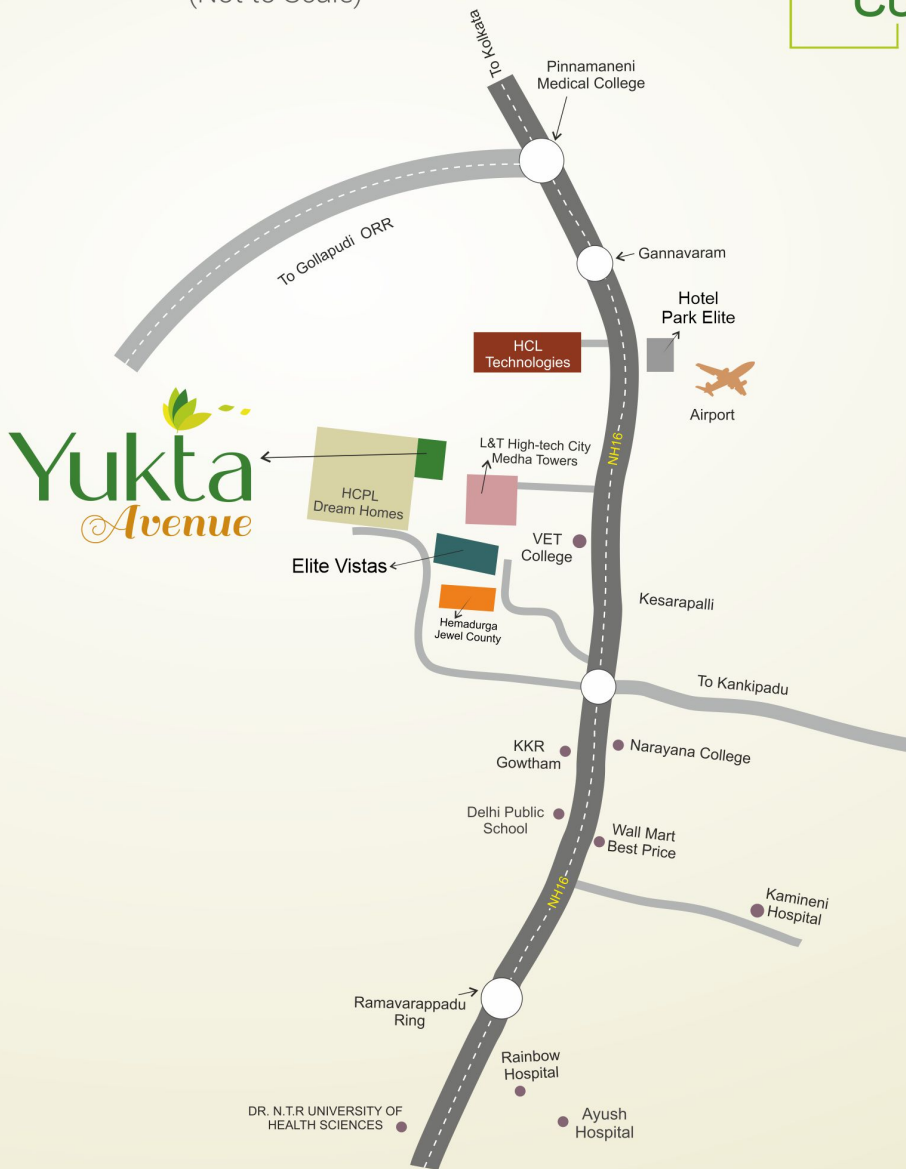 (Not to Scale)
To Kolkata
Pinnamaneni
Medical College
To Gollapudi ORR
Gannavaram
Hotel
Park Elite
HCL
Technologies
Airport
NH16
Yukta
Avenue
L&T High-tech City
Medha Towers
HCPL
Dream Homes
VET
College
Elite Vistas
Hemadurga
Jewel County
Kesarapalli
To Kankipadu
KKR
Gowtham
Narayana College
Delhi Public
School
Wall Mart
Best Price
NH16
Kamineni
Hospital
Ramavarappadu
Ring
Rainbow
Hospital
DR. N.T.R UNIVERSITY OF
HEALTH SCIENCES
Ayush
Hospital